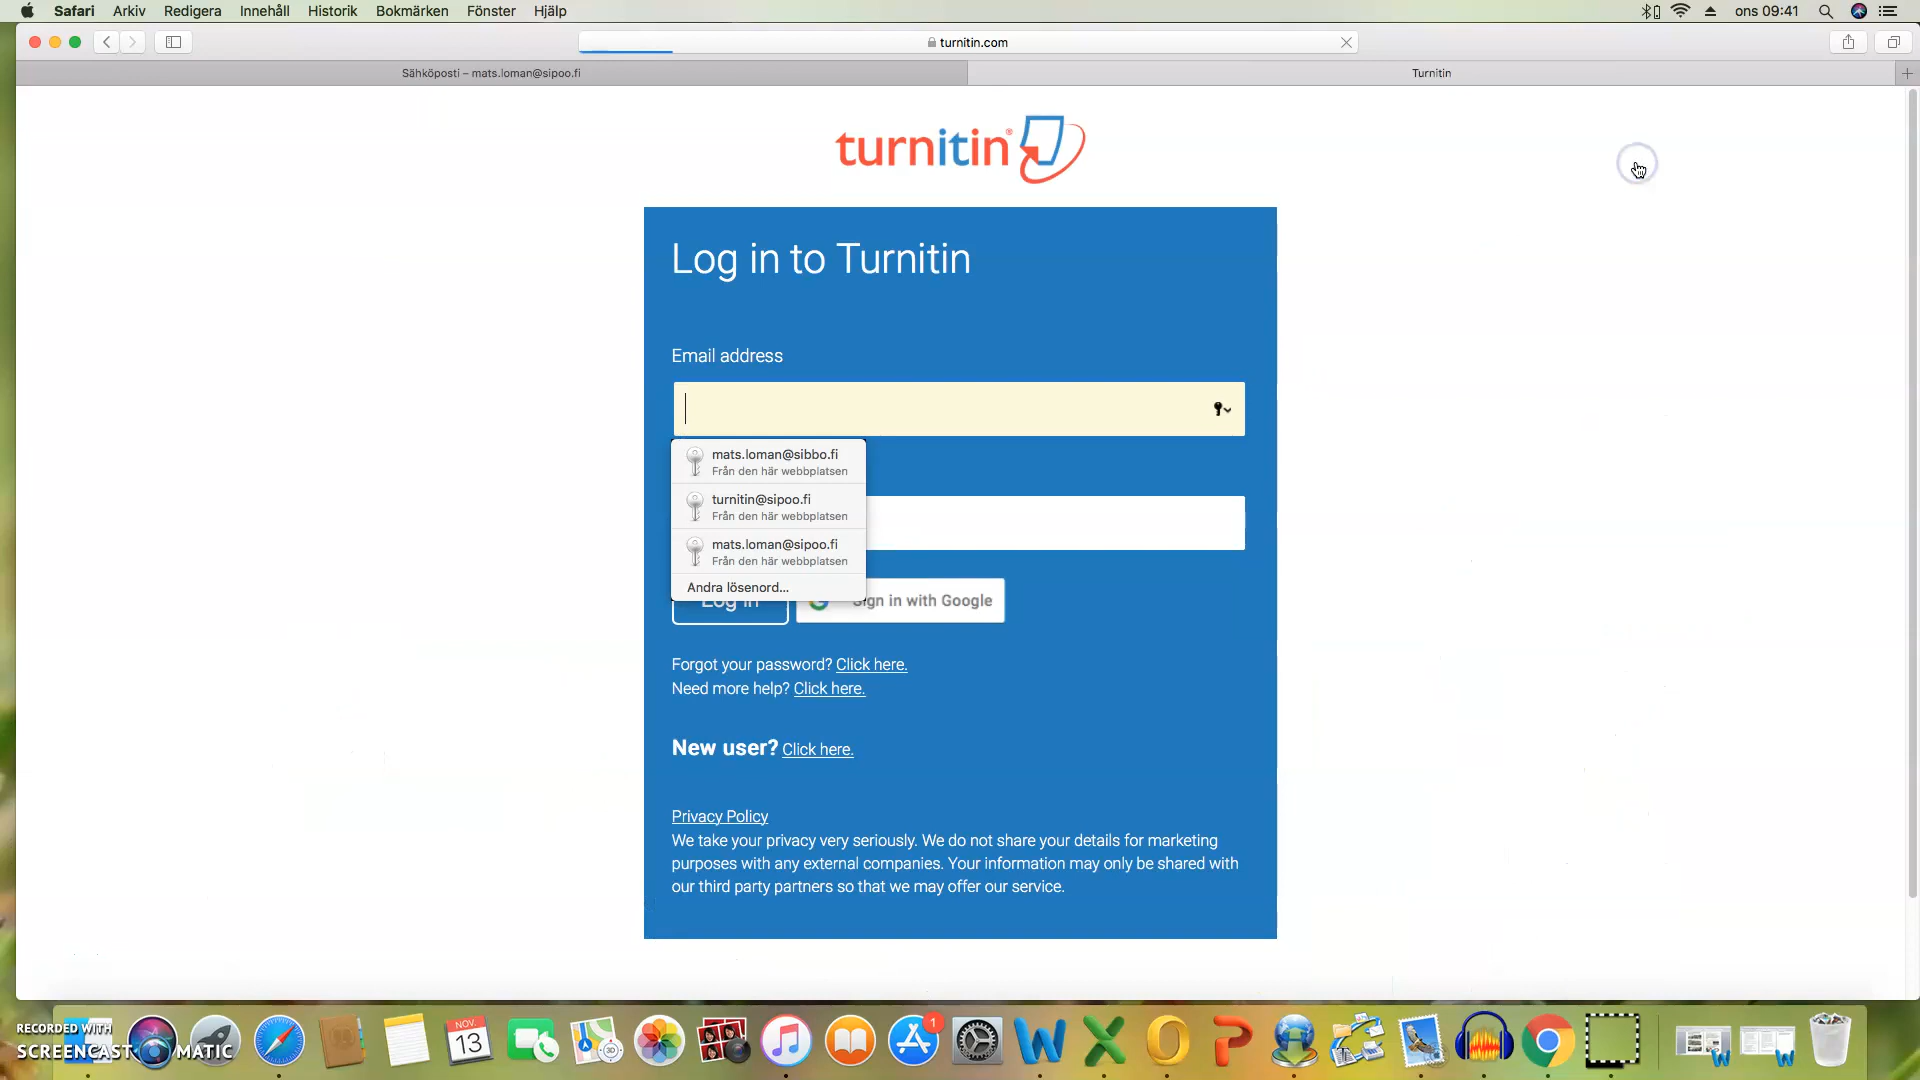 Safari Arkiv Redigera Innehåll Historik Bokmärken Fönster Hjälp ons 09:41
turnitin.com
Sähköposti – mats.loman@sipoo.fi Turnitin
turnitin®
Log in to Turnitin
Email address
mats.loman@sibbo.fi
Från den här webbplatsen
turnitin@sipoo.fi
Från den här webbplatsen
mats.loman@sipoo.fi
Från den här webbplatsen
Andra lösenord...
Log in Sign in with Google
Forgot your password? Click here.
Need more help? Click here.
New user? Click here.
Privacy Policy
We take your privacy very seriously. We do not share your details for marketing
purposes with any external companies. Your information may only be shared with
our third party partners so that we may offer our service.
NOV.
13
3D
1
RECORDED WITH
SCREENCAST MATIC